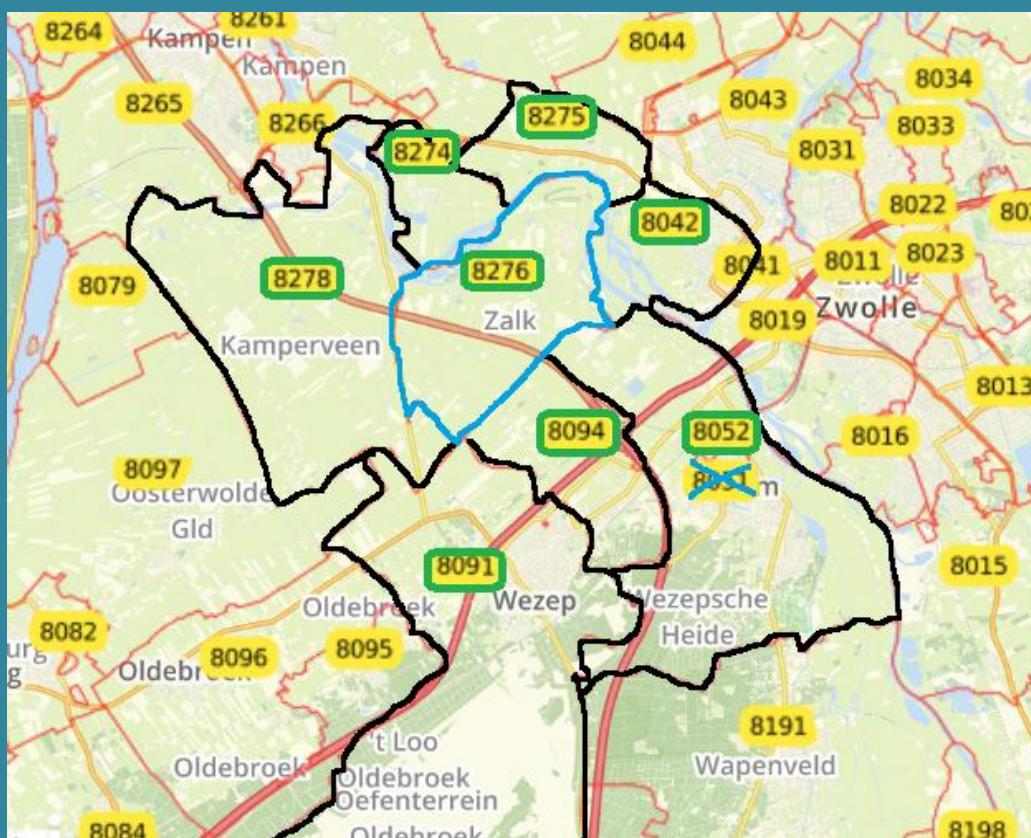 8264
8261
Kampen
Kampen
8265
8266
8044
8034
8043
8033
8275
8274
8031
8022
8042
8079
8278
8276
8041
8011
8023
Zwolle
Zalk
8019
Kamperveen
8013
8094
8052
8016
8097
Oosterwolde
Gld
8091
8015
Wezep
Wezepsche
Heide
Oldebroek
8082
8096
8095
't Loo
Oldebroek
Oldebroek
Oefenterrein
Oldebroek
8191
Wapenveld
8084
8198